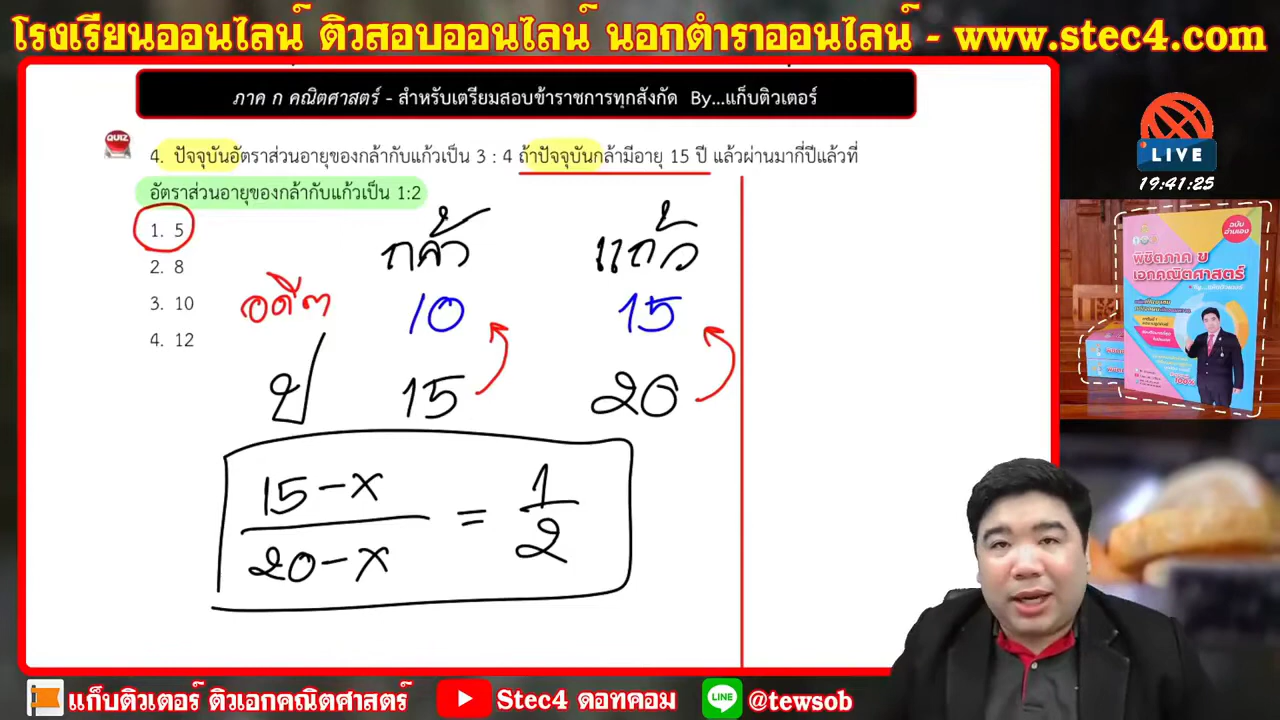 โรงเรียนออนไลน์ ติวสอบออนไลน์ นอกตำราออนไลน์ - www.stec4.com
ภาค ก คณิตศาสตร์ - สำหรับเตรียมสอบข้าราชการทุกสังกัด By...แก็บติวเตอร์
QUIZ
4. ปัจจุบันอัตราส่วนอายุของกล้ากับแก้วเป็น 3 : 4 ถ้าปัจจุบันกล้ามีอายุ 15 ปี แล้วผ่านมากี่ปีแล้วที่
อัตราส่วนอายุของกล้ากับแก้วเป็น 1:2
1. 5
2. 8
3. 10
4. 12
กล้ว แก้ว
อดีต 10 15
ป 15 20
15-x
20-x
=
1
2
LIVE
19:41:25
ฉบับ
อ่านเอง
พิชิตภาค ข
เอกคณิตศาสตร์
แก็บติวเตอร์ ติวเอกคณิตศาสตร์
Stec4 ดอทคอม
LINE
@tewsob